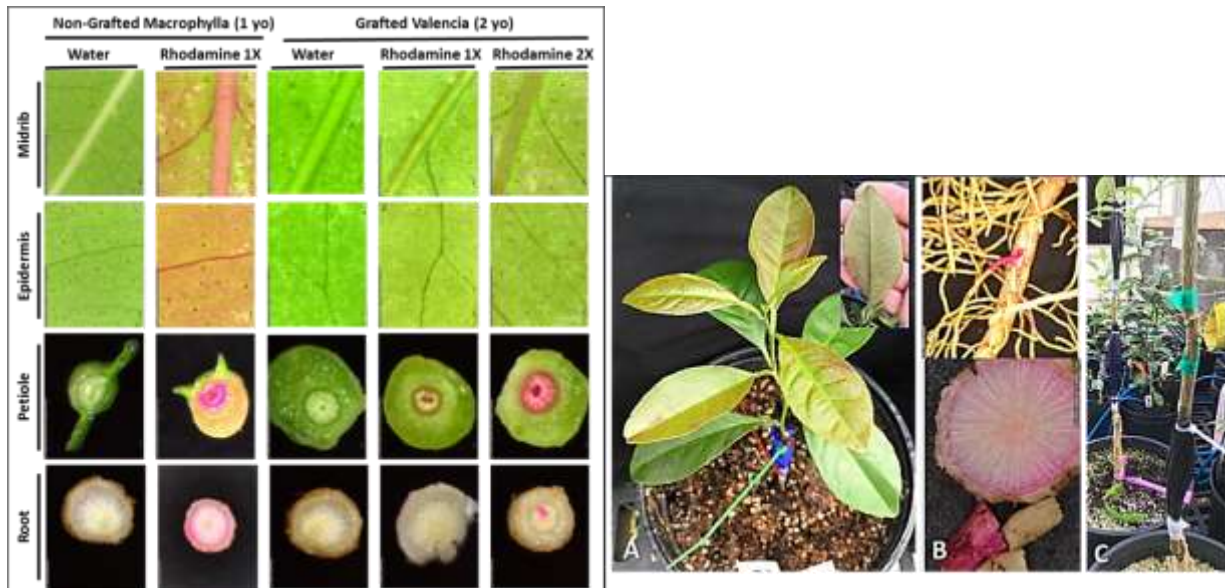 Non-Grafted Macrophylla (1 yo) Grafted Valencia (2 yo)
Water Rhodamine 1X Water Rhodamine 1X Rhodamine 2X
Midrib
Epidermis
Petiole
Root
A
B
C